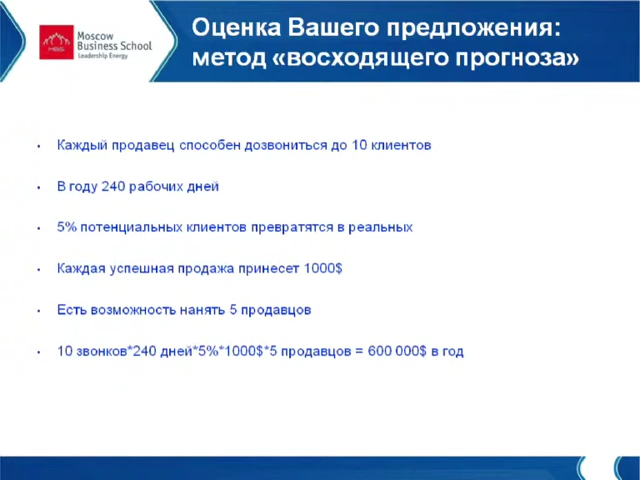 Moscow
Business School
Leadership Energy
MBS
Оценка Вашего предложения:
метод «восходящего прогноза»
Каждый продавец способен дозвониться до 10 клиентов
В году 240 рабочих дней
5% потенциальных клиентов превратятся в реальных
Каждая успешная продажа принесет 1000$
Есть возможность нанять 5 продавцов
10 звонков*240 дней*5%*1000$*5 продавцов = 600 000$ в год